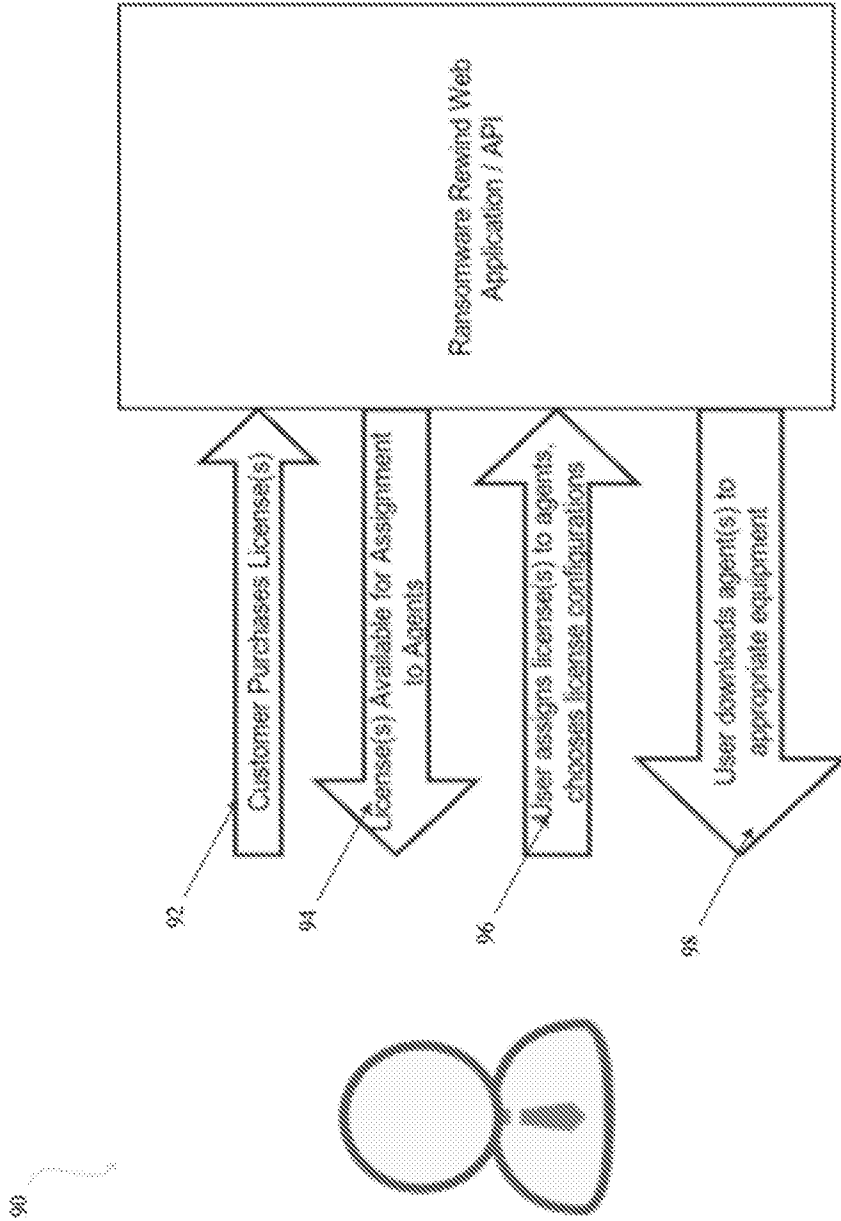 90
92
Customer Purchases License(s)
94
License(s) Available for Assignment
to Agents
96
User assigns license(s) to agents,
chooses license configurations
98
User downloads agent(s) to
appropriate equipment
Ransomware Rewind Web
Application / API